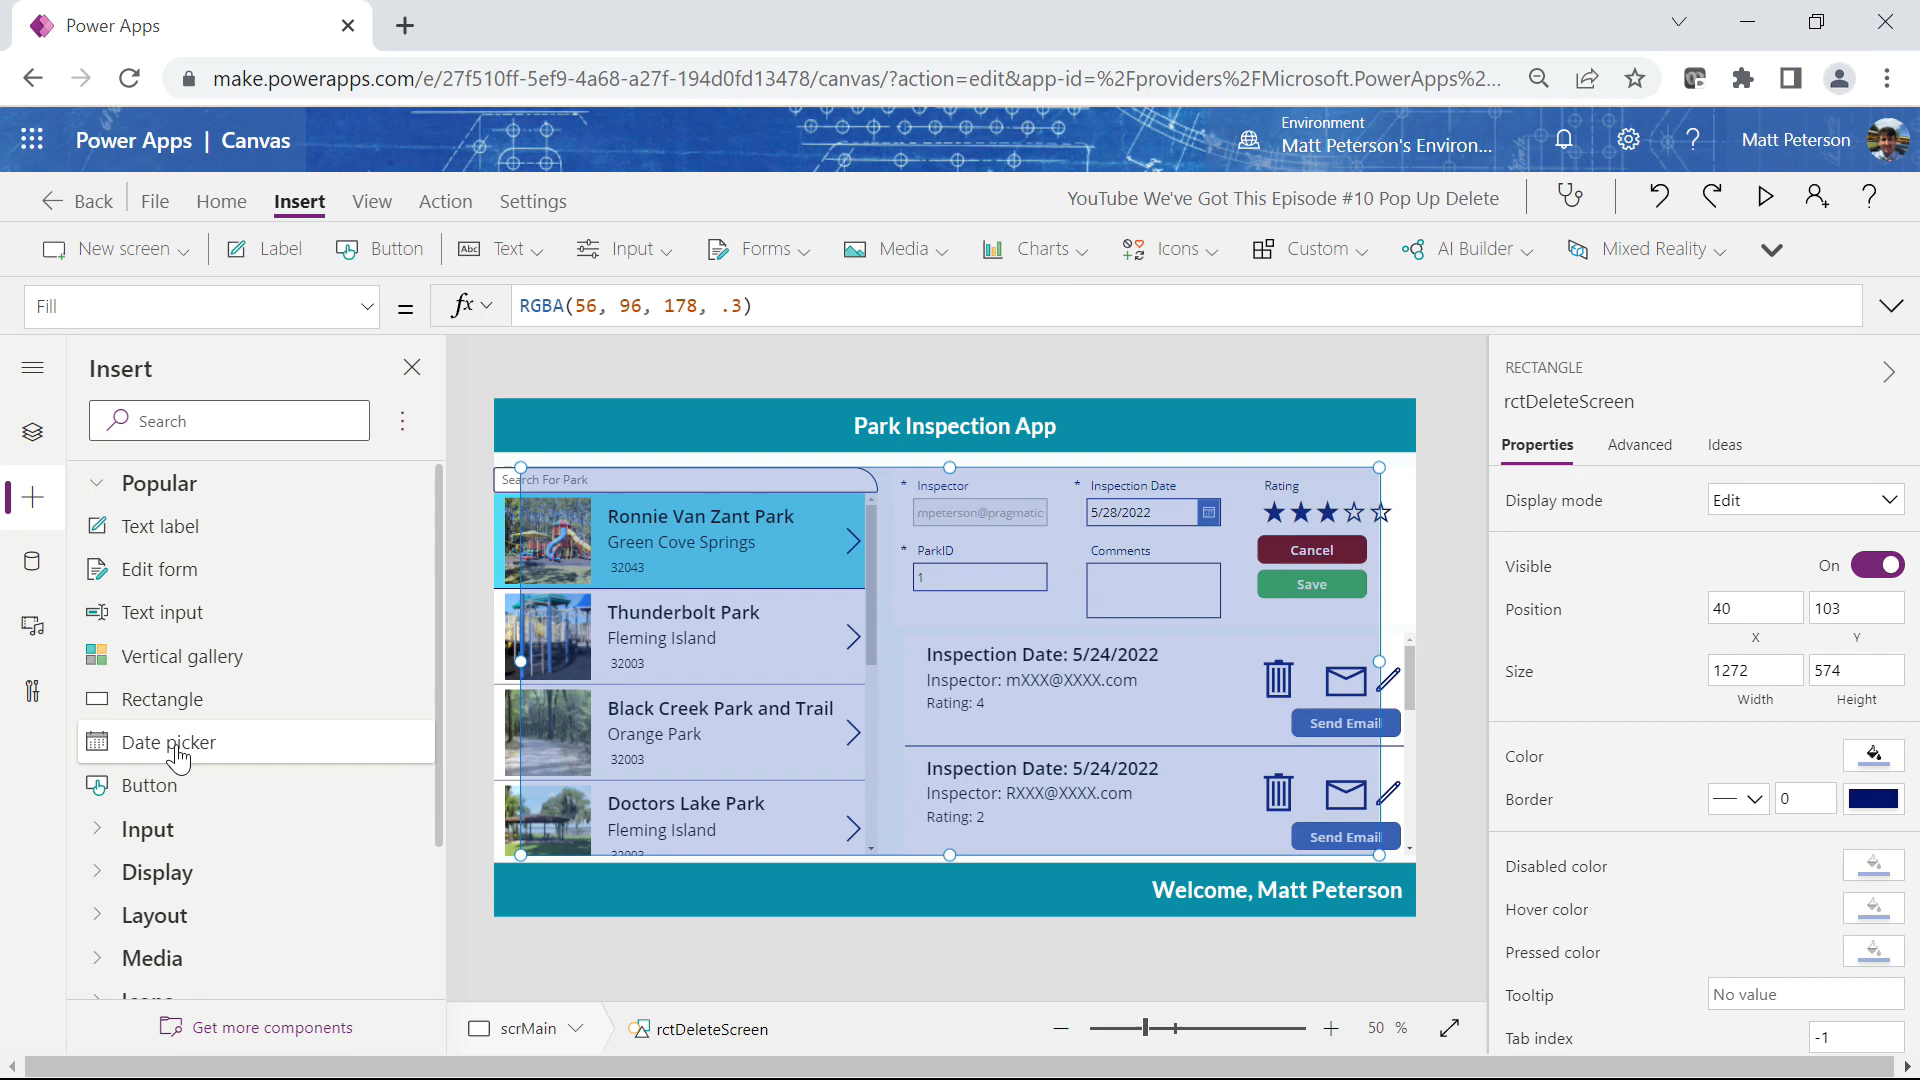 Power Apps
make.powerapps.com/e/27f510ff-5ef9-4a68-a27f-194d0fd13478/canvas/?action=edit&app-id=%2Fproviders%2FMicrosoft.PowerApps%2...
Power Apps | Canvas
Environment
Matt Peterson's Environ...
Matt Peterson
Back
File
Home
Insert
View
Action
Settings
YouTube We've Got This Episode #10 Pop Up Delete
New screen
Label
Button
Abc Text
Input
Forms
Media
Charts
Icons
Custom
AI Builder
Mixed Reality
Fill
=
fx
RGBA(56, 96, 178, .3)
Insert
Search
Popular
Text label
Edit form
Text input
Vertical gallery
Rectangle
Date picker
Button
Input
Display
Layout
Media
Icons
Get more components
Park Inspection App
Search For Park
Ronnie Van Zant Park
Green Cove Springs
32043
Thunderbolt Park
Fleming Island
32003
Black Creek Park and Trail
Orange Park
32003
Doctors Lake Park
Fleming Island
32003
* Inspector
mpeterson@pragmatic
* Inspection Date
5/28/2022
Rating
* ParkID
1
Comments
Cancel
Save
Inspection Date: 5/24/2022
Inspector: mXXX@XXXX.com
Rating: 4
Send Email
Inspection Date: 5/24/2022
Inspector: RXXX@XXXX.com
Rating: 2
Send Email
Welcome, Matt Peterson
scrMain
rctDeleteScreen
50 %
RECTANGLE
rctDeleteScreen
Properties
Advanced
Ideas
Display mode
Edit
Visible
On
Position
40
103
X
Y
Size
1272
574
Width
Height
Color
Border
0
Disabled color
Hover color
Pressed color
Tooltip
No value
Tab index
-1